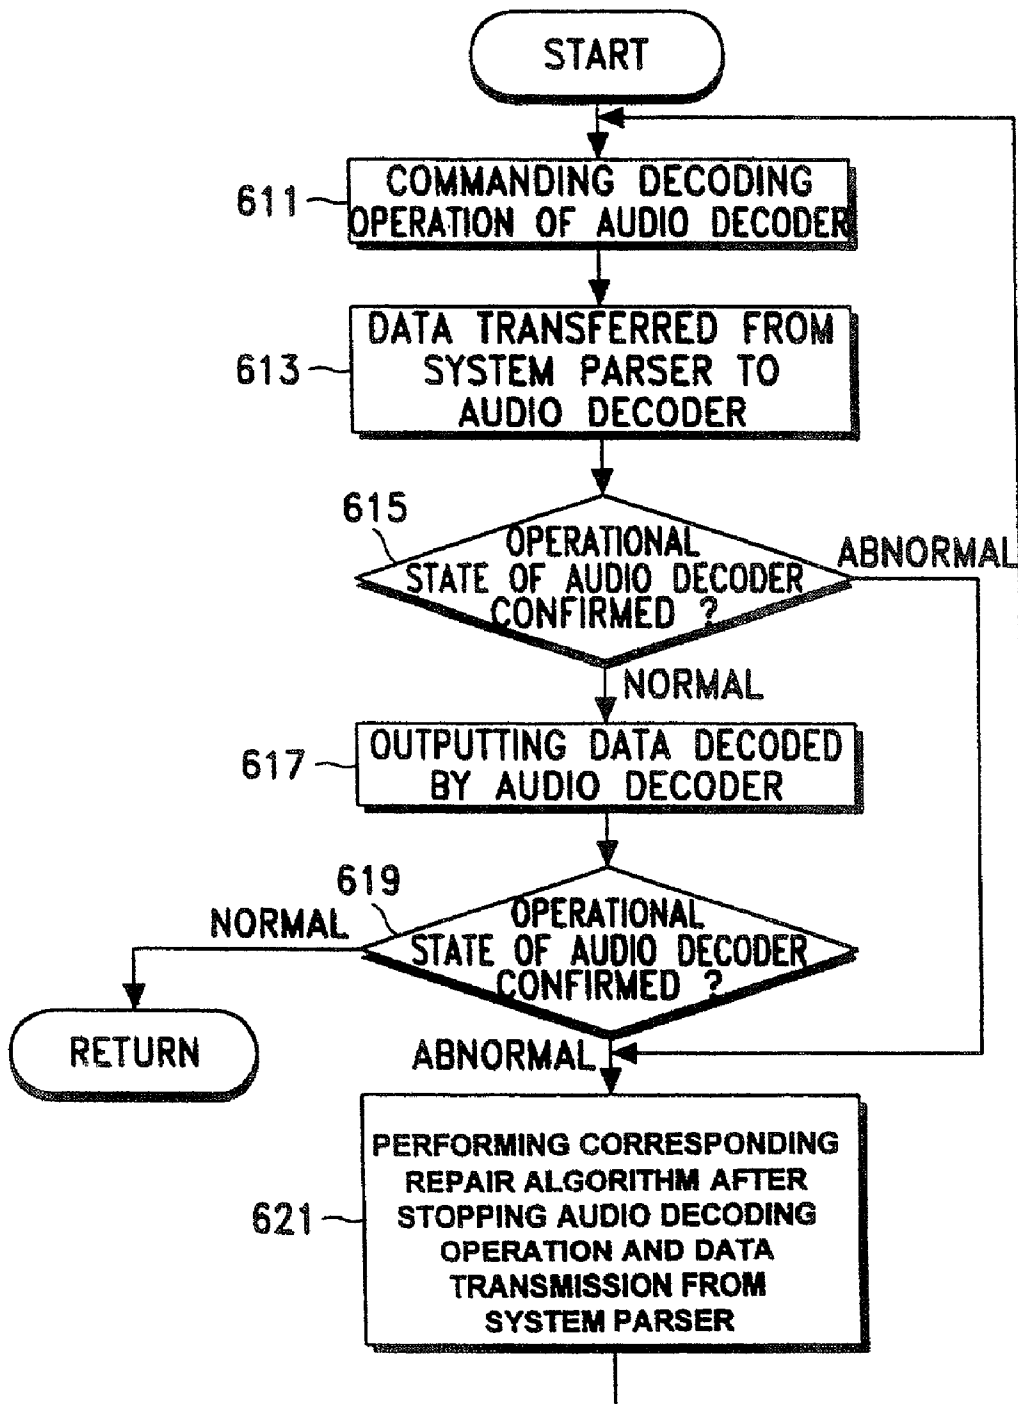 START
611
COMMANDING DECODING
OPERATION OF AUDIO DECODER
613
DATA TRANSFERRED FROM
SYSTEM PARSER TO
AUDIO DECODER
615
OPERATIONAL
STATE OF AUDIO DECODER
CONFIRMED ?
ABNORMAL
NORMAL
617
OUTPUTTING DATA DECODED
BY AUDIO DECODER
619
OPERATIONAL
STATE OF AUDIO DECODER
CONFIRMED ?
NORMAL
RETURN
ABNORMAL
621
PERFORMING CORRESPONDING
REPAIR ALGORITHM AFTER
STOPPING AUDIO DECODING
OPERATION AND DATA
TRANSMISSION FROM
SYSTEM PARSER